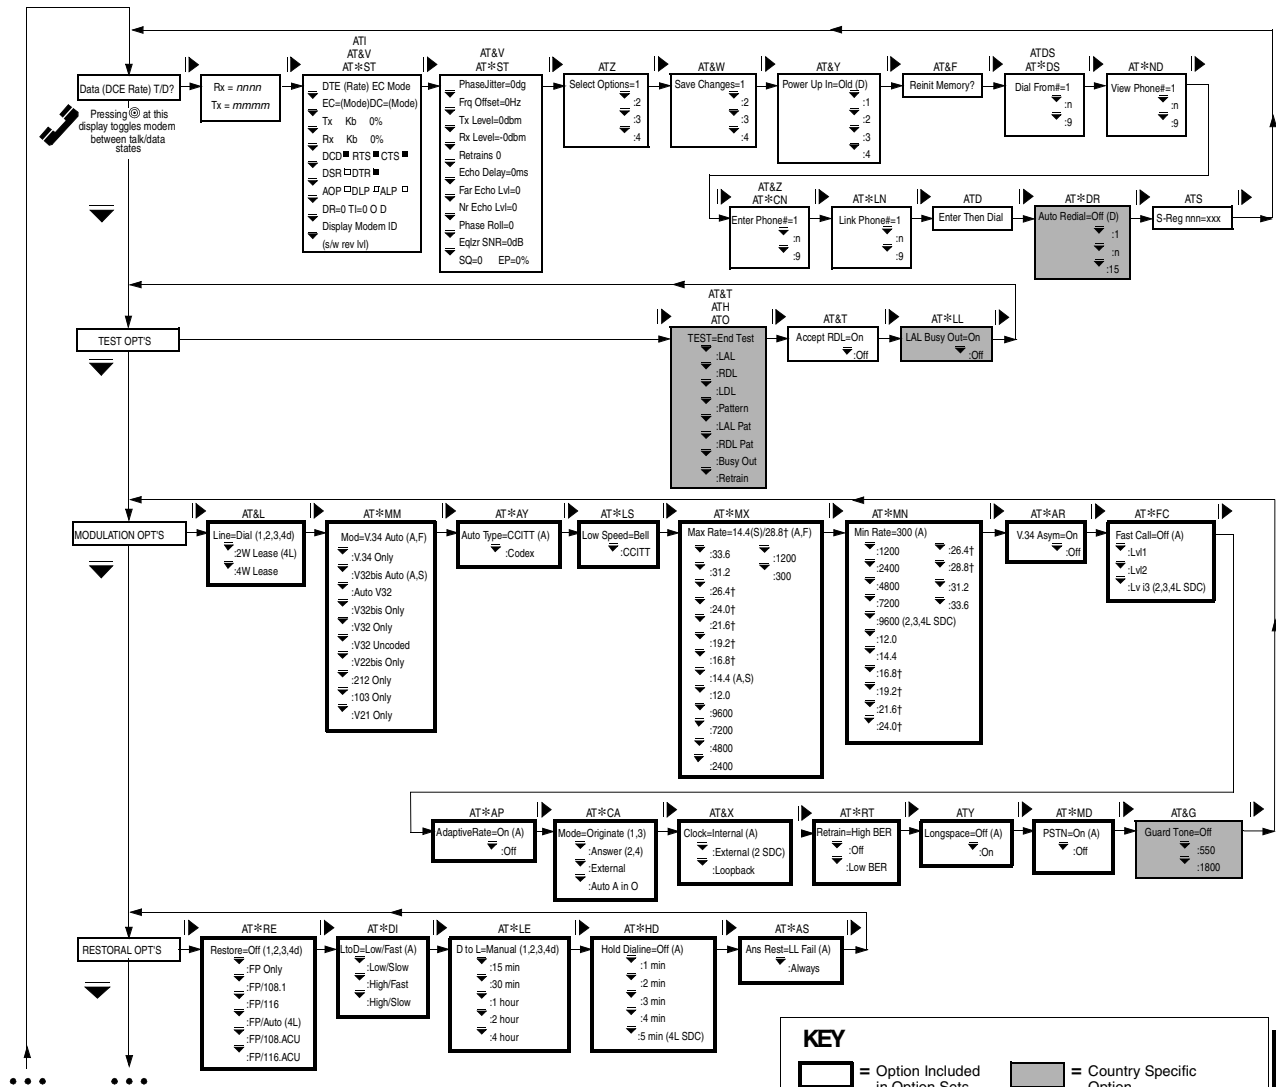 ATI
AT&V
AT✻ST
AT&V
AT✻ST
ATZ
AT&W
AT&Y
AT&F
ATDS
AT✻DS
AT✻ND
Data (DCE Rate) T/D?
Pressing ◎ at this
display toggles modem
between talk/data
states
Rx = nnnn
Tx = mmmm
DTE (Rate) EC Mode
EC=(Mode)DC=(Mode)
Tx Kb 0%
Rx Kb 0%
DCD■ RTS■ CTS■
DSR□ DTR■
AOP□ DLP□ ALP□
DR=0 TI=0 O D
Display Modem ID
(s/w rev lvl)
PhaseJitter=0dg
Frq Offset=0Hz
Tx Level=0dbm
Rx Level=-0dbm
Retrains 0
Echo Delay=0ms
Far Echo Lvl=0
Nr Echo Lvl=0
Phase Roll=0
Eqlzr SNR=0dB
SQ=0 EP=0%
Select Options=1
:2
:3
:4
Save Changes=1
:2
:3
:4
Power Up In=Old (D)
:1
:2
:3
:4
Reinit Memory?
Dial From#=1
:n
:9
View Phone#=1
:n
:9
AT&Z
AT✻CN
Enter Phone#=1
:n
:9
AT✻LN
Link Phone#=1
:n
:9
ATD
Enter Then Dial
AT✻DR
Auto Redial=Off (D)
:1
:n
:15
ATS
S-Reg nnn=xxx
TEST OPT'S
AT&T
ATH
ATO
TEST=End Test
:LAL
:RDL
:LDL
:Pattern
:LAL Pat
:RDL Pat
:Busy Out
:Retrain
AT&T
Accept RDL=On
:Off
AT✻LL
LAL Busy Out=On
:Off
MODULATION OPT'S
AT&L
Line=Dial (1,2,3,4d)
:2W Lease (4L)
:4W Lease
AT✻MM
Mod=V.34 Auto (A,F)
:V.34 Only
:V32bis Auto (A,S)
:Auto V32
:V32bis Only
:V32 Only
:V32 Uncoded
:V22bis Only
:212 Only
:103 Only
:V21 Only
AT✻AY
Auto Type=CCITT (A)
:Codex
AT✻LS
Low Speed=Bell
:CCITT
AT✻MX
Max Rate=14.4(S)/28.8† (A,F)
:33.6
:31.2
:26.4†
:24.0†
:21.6†
:19.2†
:16.8†
:14.4 (A,S)
:12.0
:9600
:7200
:4800
:2400
:1200
:300
AT✻MN
Min Rate=300 (A)
:1200
:2400
:4800
:7200
:9600 (2,3,4L SDC)
:12.0
:14.4
:16.8†
:19.2†
:21.6†
:24.0†
:26.4†
:28.8†
:31.2
:33.6
AT✻AR
V.34 Asym=On
:Off
AT✻FC
Fast Call=Off (A)
:Lvl1
:Lvl2
:Lv i3 (2,3,4L SDC)
AT✻AP
AdaptiveRate=On (A)
:Off
AT✻CA
Mode=Originate (1,3)
:Answer (2,4)
:External
:Auto A in O
AT&X
Clock=Internal (A)
:External (2 SDC)
:Loopback
AT✻RT
Retrain=High BER
:Off
:Low BER
ATY
Longspace=Off (A)
:On
AT✻MD
PSTN=On (A)
:Off
AT&G
Guard Tone=Off
:550
:1800
RESTORAL OPT'S
AT✻RE
Restore=Off (1,2,3,4d)
:FP Only
:FP/108.1
:FP/116
:FP/Auto (4L)
:FP/108.ACU
:FP/116.ACU
AT✻DI
LtoD=Low/Fast (A)
:Low/Slow
:High/Fast
:High/Slow
AT✻LE
D to L=Manual (1,2,3,4d)
:15 min
:30 min
:1 hour
:2 hour
:4 hour
AT✻HD
Hold Dialine=Off (A)
:1 min
:2 min
:3 min
:4 min
:5 min (4L SDC)
AT✻AS
Ans Rest=LL Fail (A)
:Always
KEY
= Option Included
in Option Sets
= Country Specific
Option